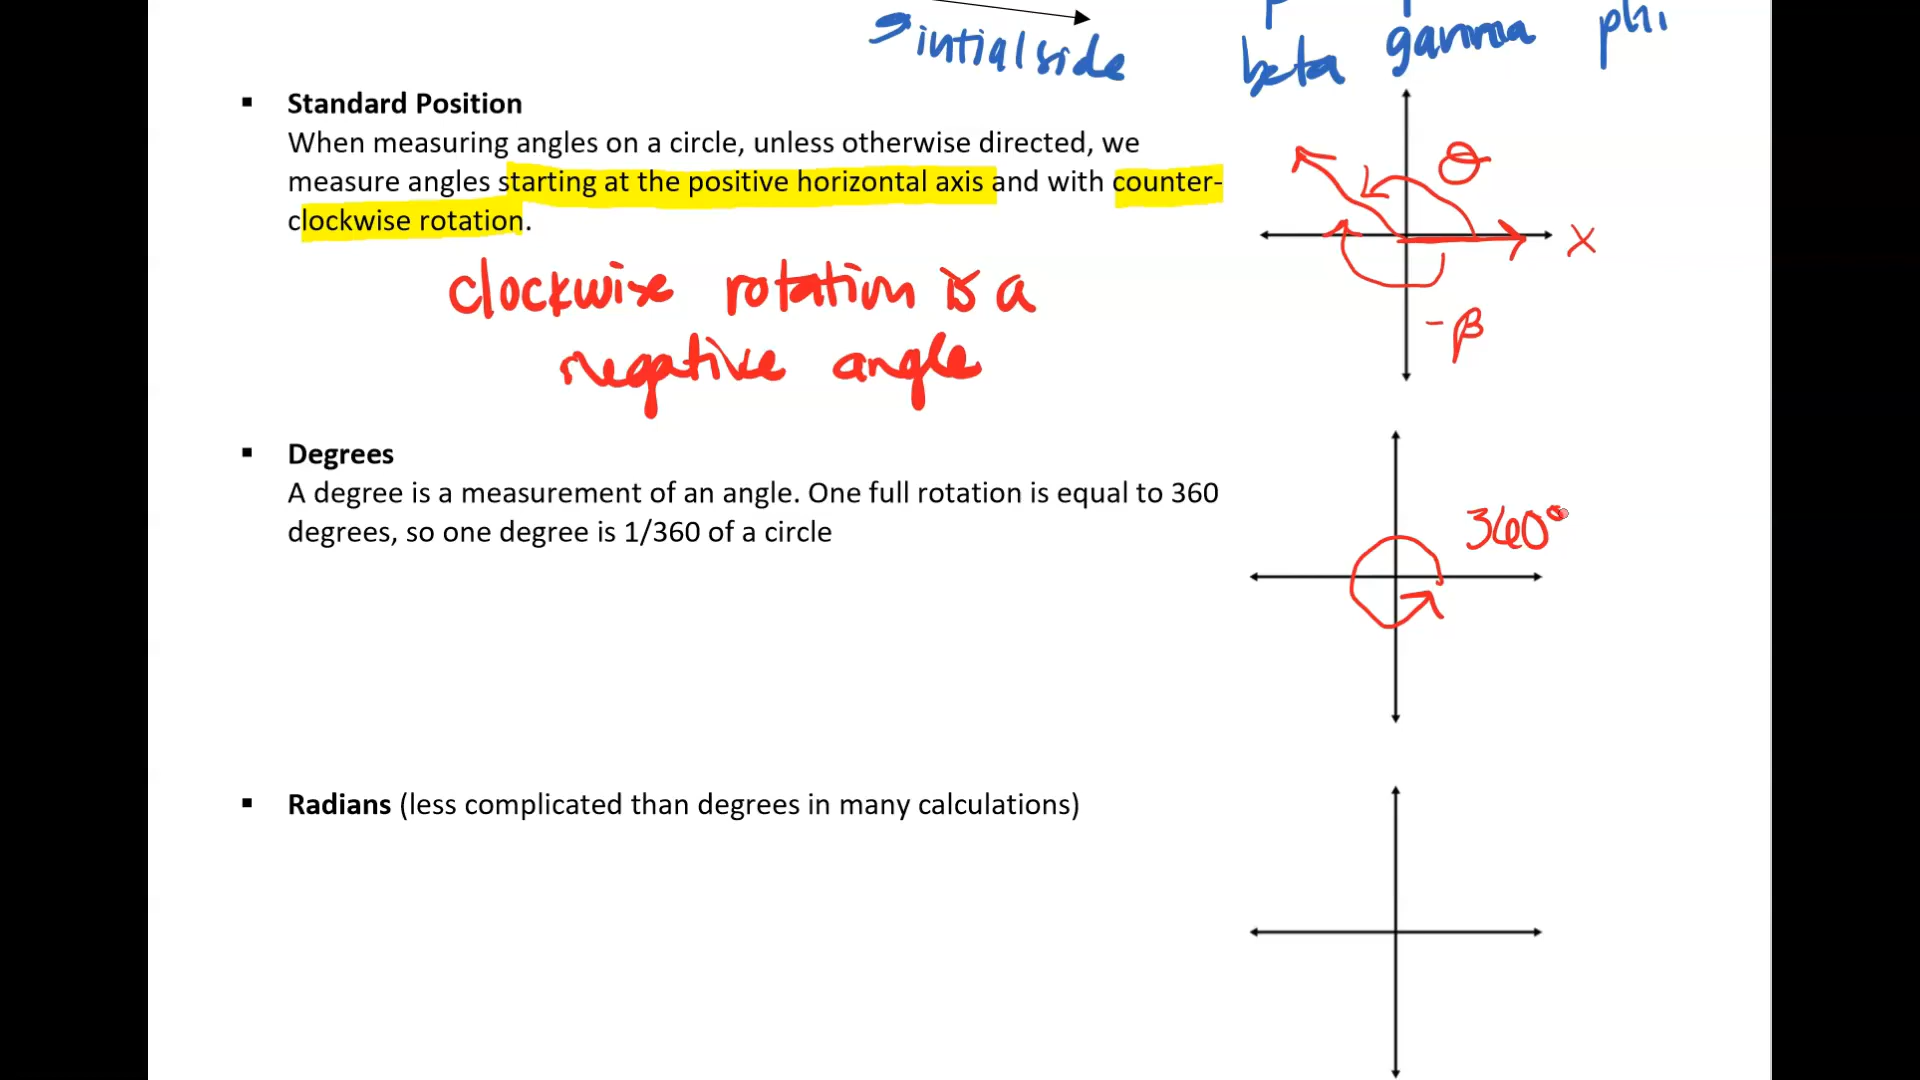 intial side
beta gamma phi
▪ Standard Position
When measuring angles on a circle, unless otherwise directed, we
measure angles starting at the positive horizontal axis and with counter-
clockwise rotation.
θ
x
-β
clockwise rotation is a
negative angle
▪ Degrees
A degree is a measurement of an angle. One full rotation is equal to 360
degrees, so one degree is 1/360 of a circle
360°
▪ Radians (less complicated than degrees in many calculations)